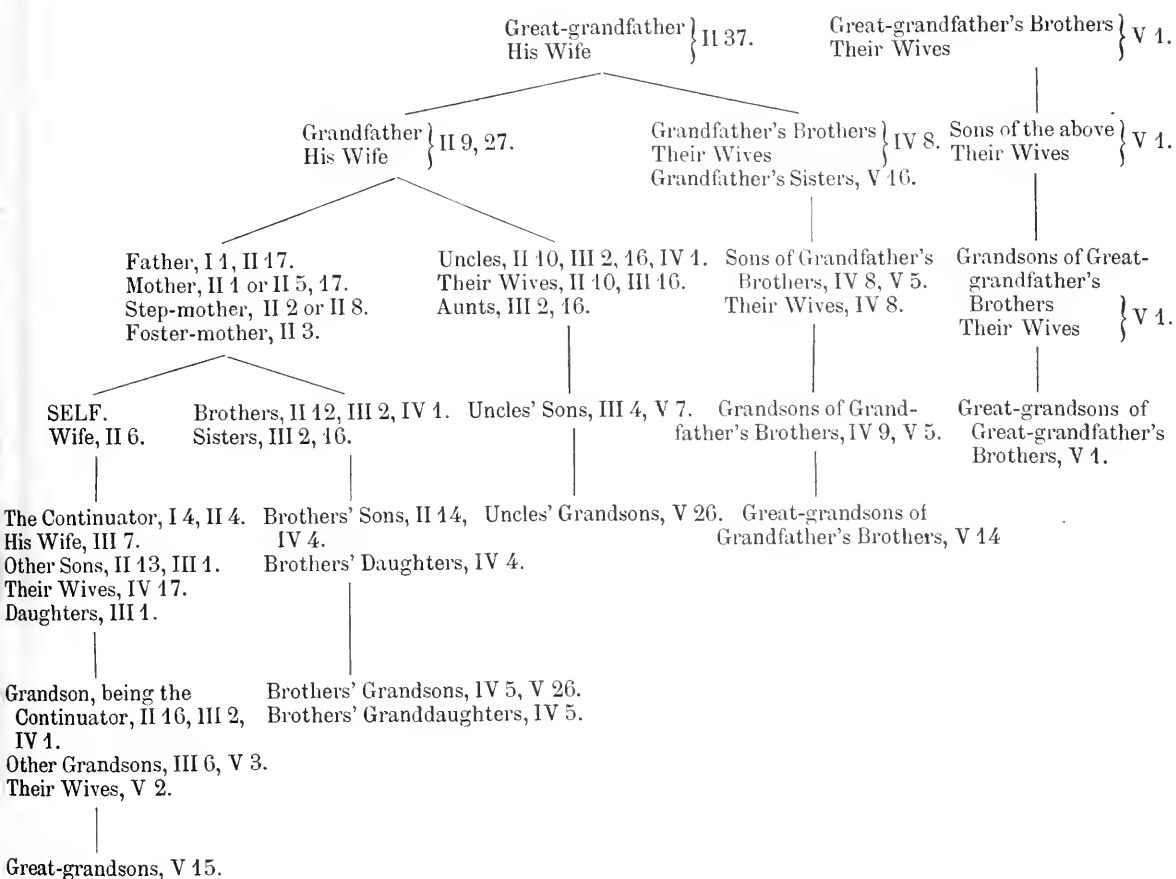 Great-grandfather
His Wife } II 37.
Great-grandfather's Brothers
Their Wives } V 1.
Grandfather
His Wife } II 9, 27.
Grandfather's Brothers
Their Wives } IV 8.
Grandfather's Sisters, V 16.
Sons of the above
Their Wives } V 1.
Father, I 1, II 17.
Mother, II 1 or II 5, 17.
Step-mother, II 2 or II 8.
Foster-mother, II 3.
Uncles, II 10, III 2, 16, IV 1.
Their Wives, II 10, III 16.
Aunts, III 2, 16.
Sons of Grandfather's
Brothers, IV 8, V 5.
Their Wives, IV 8.
Grandsons of Great-
grandfather's
Brothers
Their Wives } V 1.
SELF.
Wife, II 6.
Brothers, II 12, III 2, IV 1.
Sisters, III 2, 16.
Uncles' Sons, III 4, V 7.
Grandsons of Grand-
father's Brothers, IV 9, V 5.
Great-grandsons of
Great-grandfather's
Brothers, V 1.
The Continuator, I 4, II 4.
His Wife, III 7.
Other Sons, II 13, III 1.
Their Wives, IV 17.
Daughters, III 1.
Brothers' Sons, II 14,
IV 4.
Brothers' Daughters, IV 4.
Uncles' Grandsons, V 26.
Great-grandsons of
Grandfather's Brothers, V 14
Grandson, being the
Continuator, II 16, III 2,
IV 1.
Other Grandsons, III 6, V 3.
Their Wives, V 2.
Brothers' Grandsons, IV 5, V 26.
Brothers' Granddaughters, IV 5.
Great-grandsons, V 15.